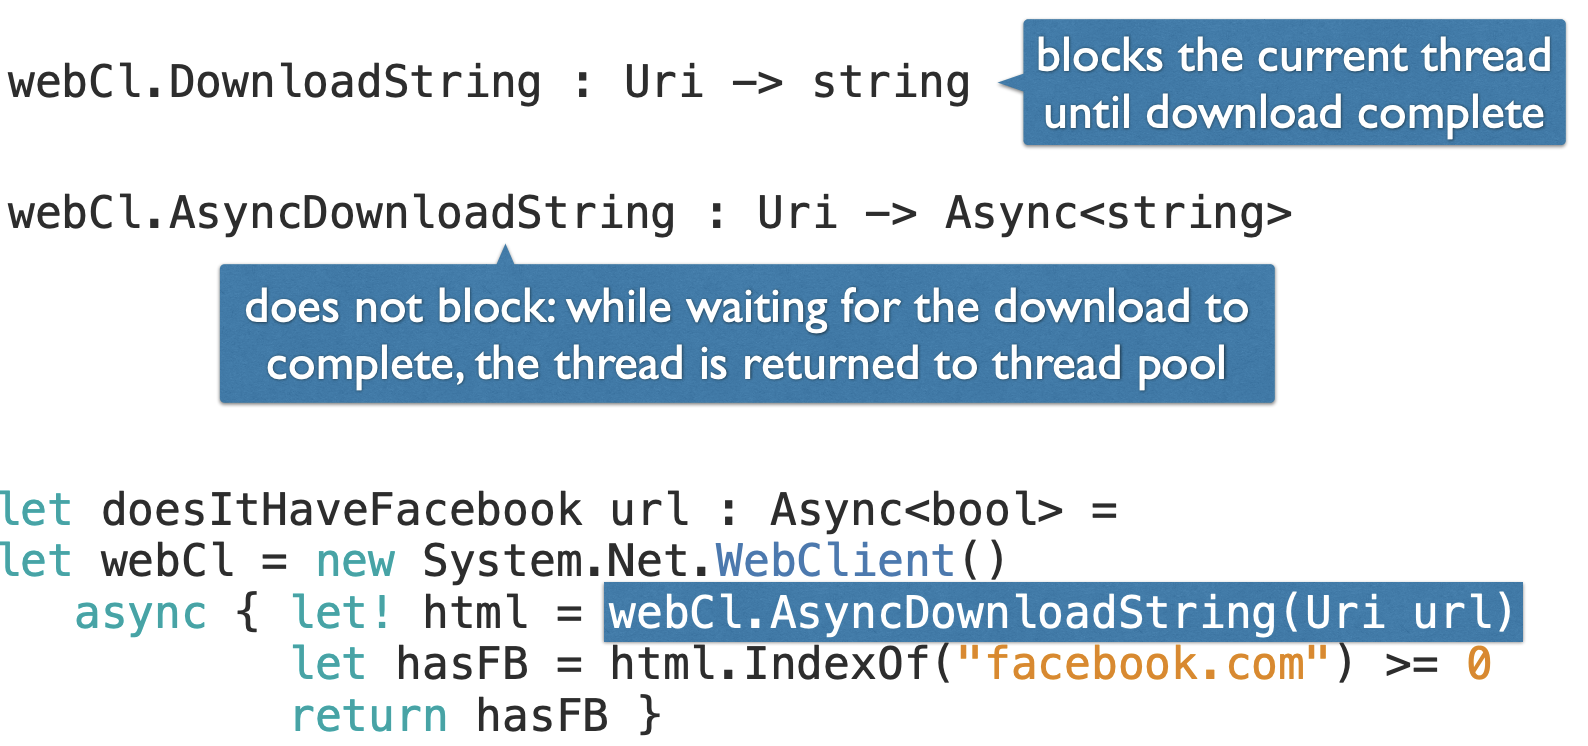 webCl.DownloadString : Uri -> string
blocks the current thread
until download complete
webCl.AsyncDownloadString : Uri -> Async<string>
does not block: while waiting for the download to
complete, the thread is returned to thread pool
let doesItHaveFacebook url : Async<bool> =
let webCl = new System.Net.WebClient()
async { let! html = webCl.AsyncDownloadString(Uri url)
let hasFB = html.IndexOf("facebook.com") >= 0
return hasFB }